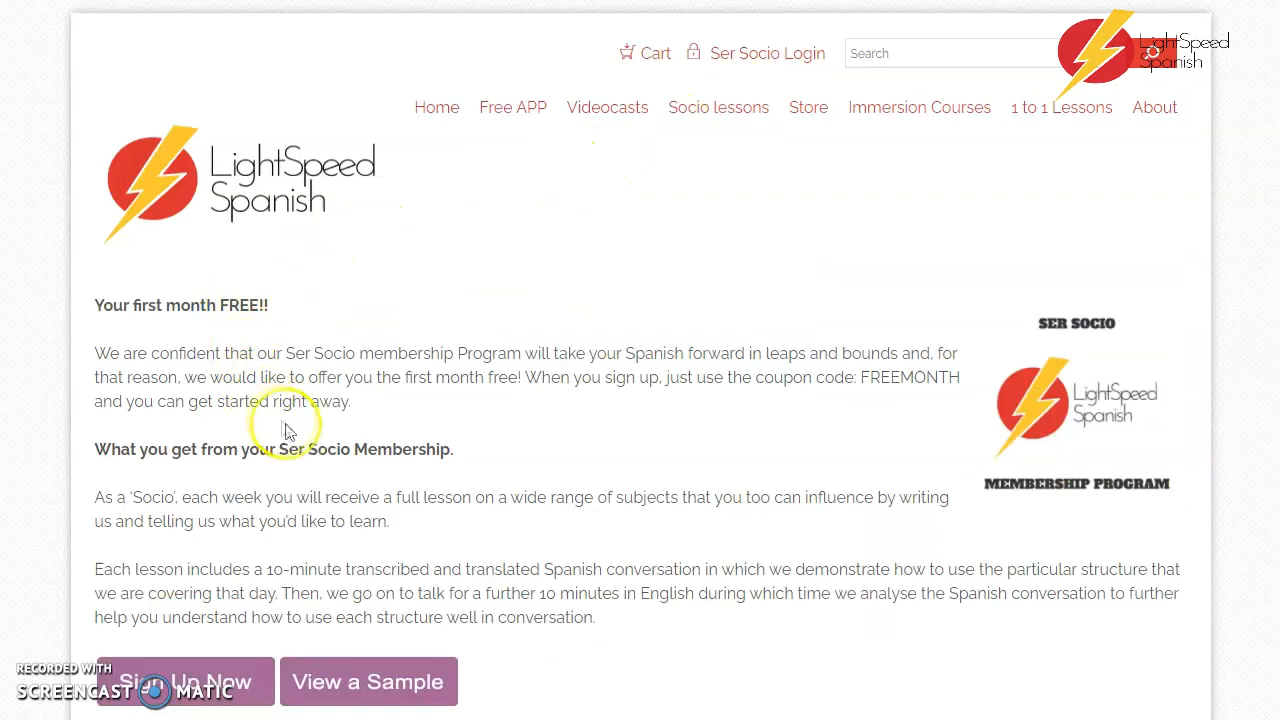 Cart Ser Socio Login Search
LightSpeed
Spanish
Home Free APP Videocasts Socio lessons Store Immersion Courses 1 to 1 Lessons About
LightSpeed
Spanish
Your first month FREE!!
We are confident that our Ser Socio membership Program will take your Spanish forward in leaps and bounds and, for
that reason, we would like to offer you the first month free! When you sign up, just use the coupon code: FREEMONTH
and you can get started right away.
What you get from your Ser Socio Membership.
As a ‘Socio’, each week you will receive a full lesson on a wide range of subjects that you too can influence by writing
us and telling us what you’d like to learn.
SER SOCIO
LightSpeed
Spanish
MEMBERSHIP PROGRAM
Each lesson includes a 10-minute transcribed and translated Spanish conversation in which we demonstrate how to use the particular structure that
we are covering that day. Then, we go on to talk for a further 10 minutes in English during which time we analyse the Spanish conversation to further
help you understand how to use each structure well in conversation.
Sign Up Now View a Sample
RECORDED WITH
SCREENCAST MATIC